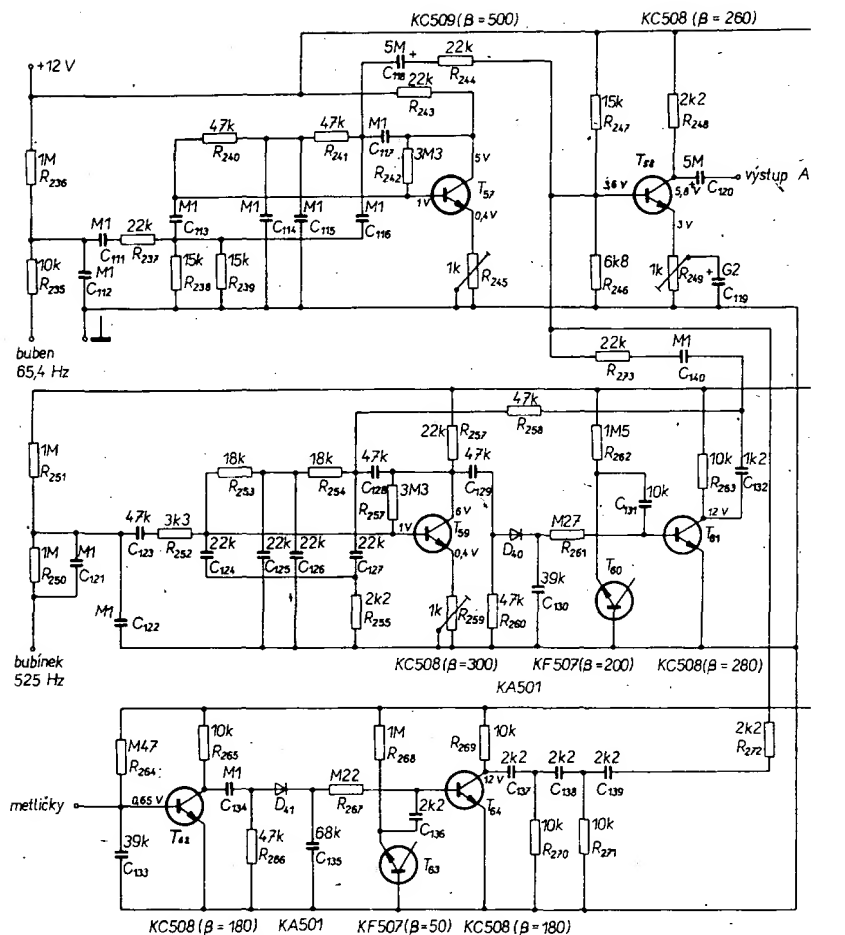 KC509 (β = 500)
KC508 (β = 260)
+12 V
5M
+
C118
22k
R244
22k
R243
15k
R247
2k2
R248
1M
R236
47k
R240
47k
R241
M1
C117
3M3
R242
5 V
T57
1 V
0,4 V
T58
3,6 V
5,8 V
+
5M
C120
výstup A
3 V
M1
C111
22k
R237
M1
C113
M1
C114
M1
C115
M1
C116
10k
R235
M1
C112
15k
R238
15k
R239
1k
R245
6k8
R246
1k
R249
+
G2
C119
buben
65,4 Hz
22k
R273
M1
C140
47k
R258
1M
R251
22k
R257
1M5
R262
10k
R263
1k2
C132
18k
R253
18k
R254
47k
C128
47k
C129
3M3
R257
6 V
T59
1 V
0,4 V
10k
C131
12 V
T61
47k
C123
3k3
R252
22k
C124
22k
C125
22k
C126
22k
C127
D40
M27
R261
1M
R250
M1
C121
M1
C122
2k2
R255
1k
R259
47k
R260
39k
C130
T60
bubínek
525 Hz
KC508 (β=300)
KF507 (β=200)
KC508 (β=280)
KA501
M47
R264
10k
R265
1M
R268
R269
10k
2k2
R272
metličky
0,65 V
T62
M1
C134
D41
M22
R267
2k2
C136
12V
T64
2k2
C137
2k2
C138
2k2
C139
39k
C133
47k
R266
68k
C135
T63
10k
R270
10k
R271
KC508 (β = 180)
KA501
KF507 (β=50)
KC508 (β=180)